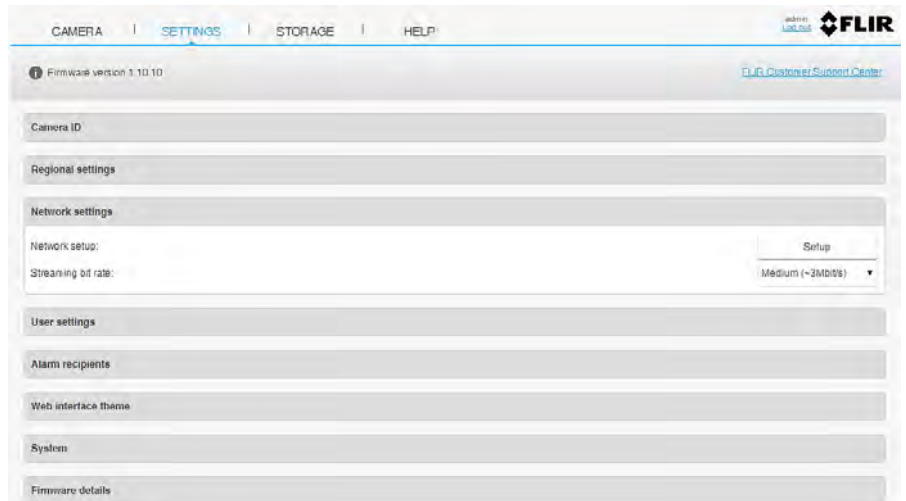 CAMERA | SETTINGS | STORAGE | HELP
admin
Log out
FLIR
Firmware version 1.10.10
FLIR Customer Support Center
Camera ID
Regional settings
Network settings
Network setup:
Setup
Streaming bit rate:
Medium (~3Mbit/s)
User settings
Alarm recipients
Web interface theme
System
Firmware details